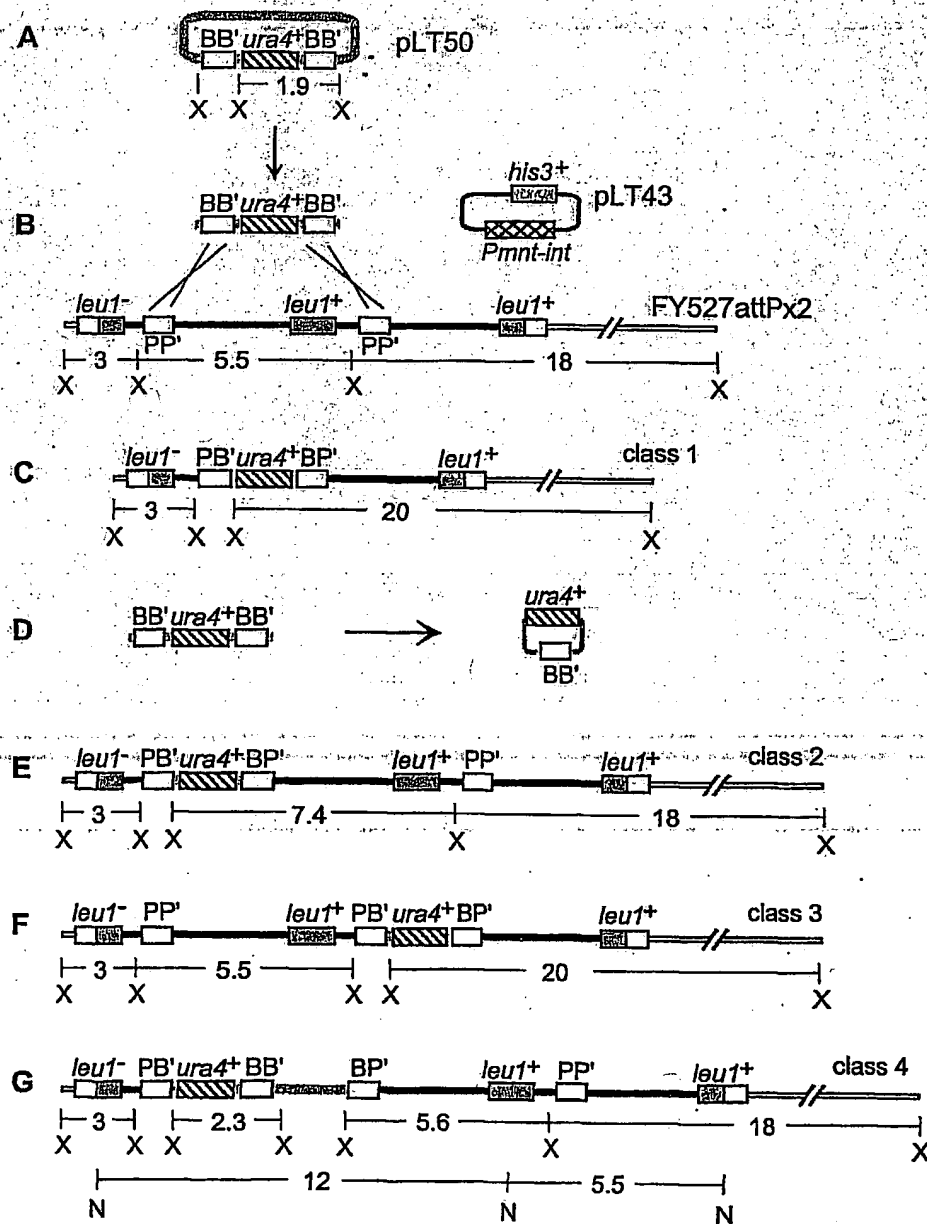 A
BB' ura4+ BB'
pLT50
1.9
X X X
BB' ura4+ BB'
his3+
pLT43
B
Pmnt-int
leu1- leu1+ leu1+ FY527attPx2
PP' PP'
3 5.5 18
X X X X
C leu1- PB' ura4+ BP' leu1+ class 1
3 20
X X X X
D BB' ura4+ BB' ura4+
BB'
E leu1- PB' ura4+ BP' leu1+ PP' leu1+ class 2
3 7.4 18
X X X X X
F leu1- PP' leu1+ PB' ura4+ BP' leu1+ class 3
3 5.5 20
X X X X X
G leu1- PB' ura4+ BB' BP' leu1+ PP' leu1+ class 4
3 2.3 5.6 18
X X X X X X X
12 5.5
N N N